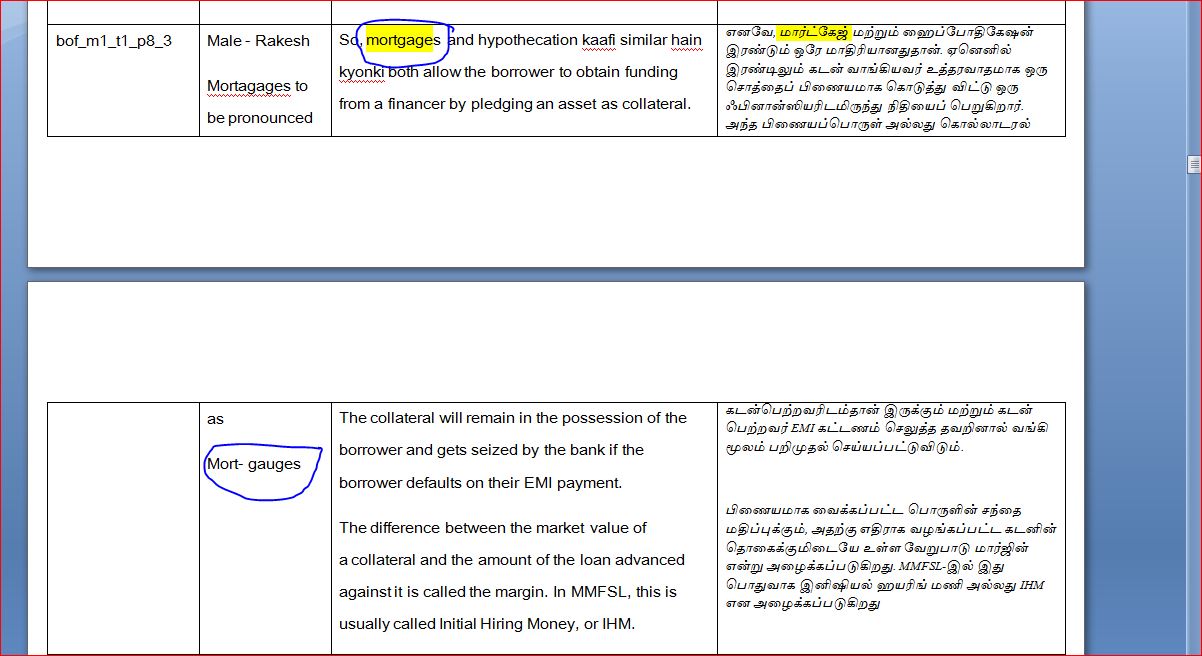 bof_m1_t1_p8_3
Male - Rakesh
Mortagages to
be pronounced
So, mortgages and hypothecation kaafi similar hain
kyonki both allow the borrower to obtain funding
from a financer by pledging an asset as collateral.
எனவே, மார்ட்கேஜ் மற்றும் ஹைப்போதிகேஷன்
இரண்டும் ஒரே மாதிரியானதுதான். ஏனெனில்
இரண்டிலும் கடன் வாங்கியவர் உத்தரவாதமாக ஒரு
சொத்தைப் பிணையமாக கொடுத்து விட்டு ஒரு
ஃபினான்ஸியரிடமிருந்து நிதியைப் பெறுகிறார்.
அந்த பிணையப்பொருள் அல்லது கொல்லாடரல்
as
Mort- gauges
The collateral will remain in the possession of the
borrower and gets seized by the bank if the
borrower defaults on their EMI payment.
The difference between the market value of
a collateral and the amount of the loan advanced
against it is called the margin. In MMFSL, this is
usually called Initial Hiring Money, or IHM.
கடன்பெற்றவரிடம்தான் இருக்கும் மற்றும் கடன்
பெற்றவர் EMI கட்டணம் செலுத்த தவறினால் வங்கி
மூலம் பறிமுதல் செய்யப்பட்டுவிடும்.
பிணையமாக வைக்கப்பட்ட பொருளின் சந்தை
மதிப்புக்கும், அதற்கு எதிராக வழங்கப்பட்ட கடனின்
தொகைக்குமிடையே உள்ள வேறுபாடு மார்ஜின்
என்று அழைக்கப்படுகிறது. MMFSL-இல் இது
பொதுவாக இனிஷியல் ஹயரிங் மணி அல்லது IHM
என அழைக்கப்படுகிறது